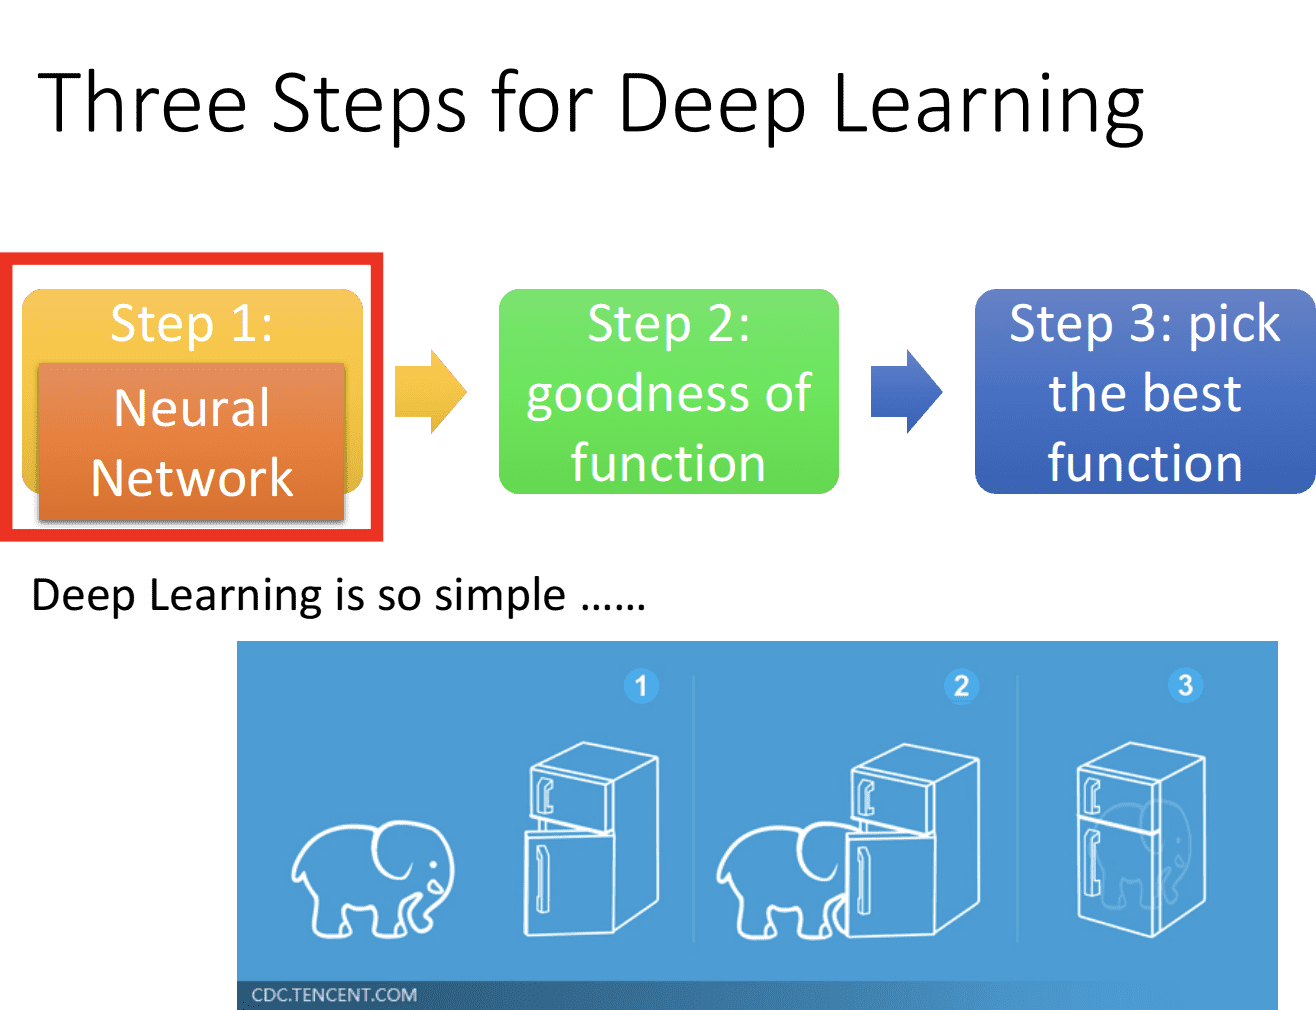 Three Steps for Deep Learning
Step 1:
Neural
Network
Step 2:
goodness of
function
Step 3: pick
the best
function
Deep Learning is so simple ......
1
2
3
CDC.TENCENT.COM